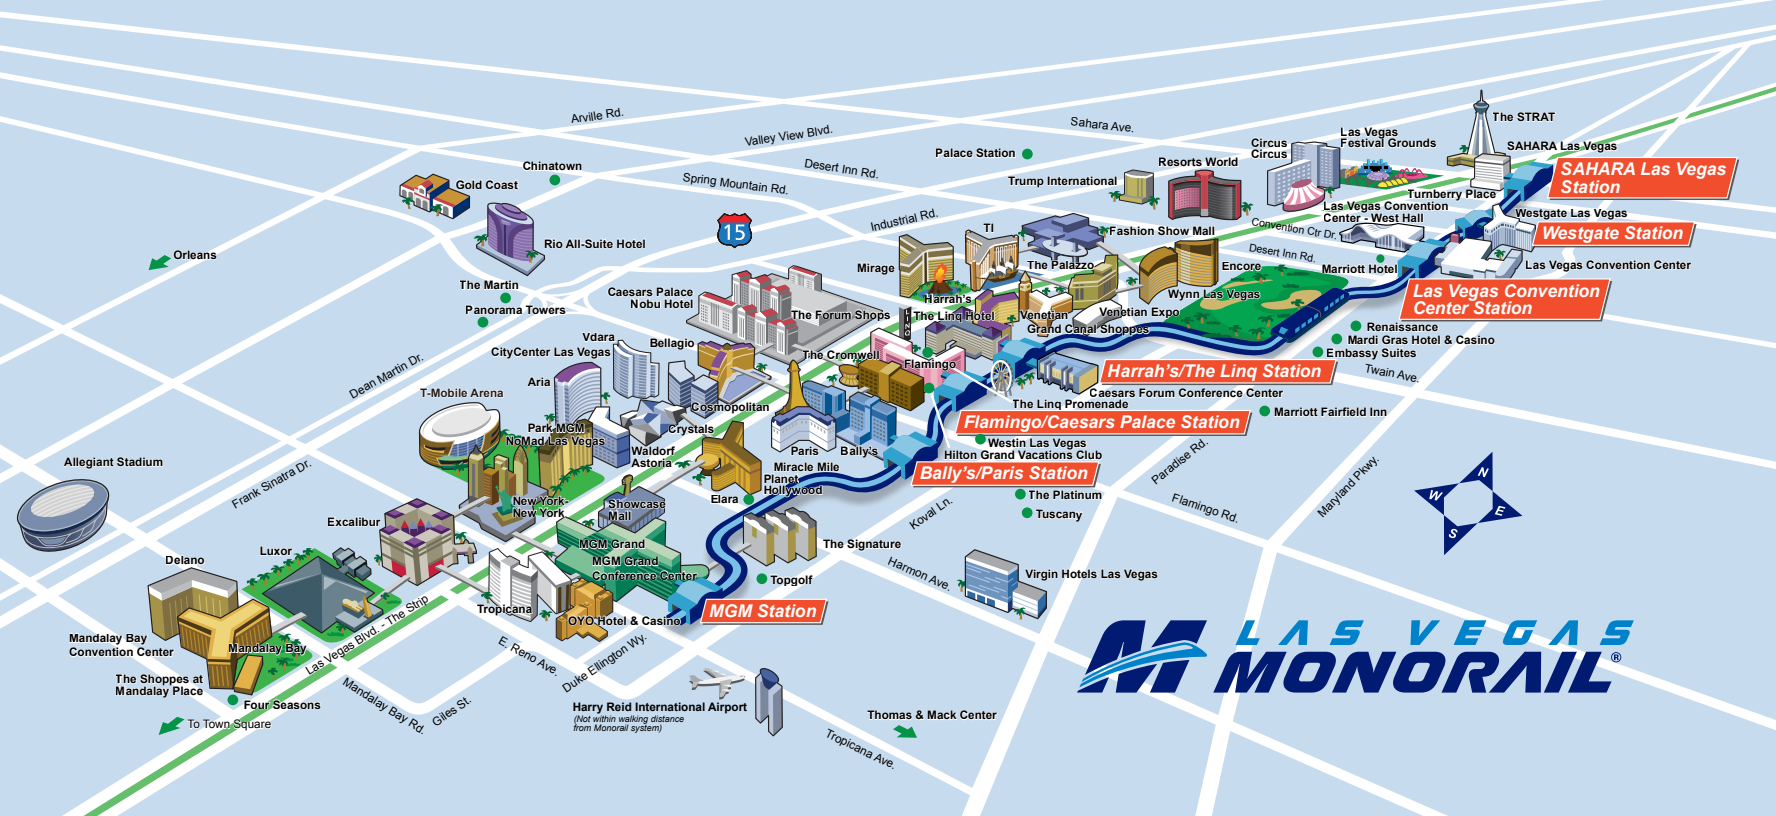 Arville Rd.
Valley View Blvd.
Sahara Ave.
The STRAT
Las Vegas
Festival Grounds
Circus
Circus
SAHARA Las Vegas
Palace Station
Desert Inn Rd.
Resorts World
Chinatown
Spring Mountain Rd.
Trump International
Gold Coast
SAHARA Las Vegas
Station
Turnberry Place
Las Vegas Convention
Center - West Hall
Westgate Las Vegas
Industrial Rd.
Convention Ctr Dr.
15
TI
Fashion Show Mall
Westgate Station
Rio All-Suite Hotel
Orleans
Desert Inn Rd.
Mirage
The Palazzo
Encore
Marriott Hotel
Las Vegas Convention Center
The Martin
Caesars Palace
Nobu Hotel
Harrah's
Wynn Las Vegas
Las Vegas Convention
Center Station
Panorama Towers
The Forum Shops
LINQ
The Linq Hotel
Venetian
Venetian Expo
Grand Canal Shoppes
Renaissance
Mardi Gras Hotel & Casino
Embassy Suites
Vdara
CityCenter Las Vegas
Bellagio
The Cromwell
Flamingo
Dean Martin Dr.
Harrah's/The Linq Station
Twain Ave.
Aria
T-Mobile Arena
Caesars Forum Conference Center
The Linq Promenade
Cosmopolitan
Marriott Fairfield Inn
Flamingo/Caesars Palace Station
Park MGM
NoMad Las Vegas
Crystals
Waldorf
Astoria
Paris
Bally's
Westin Las Vegas
Hilton Grand Vacations Club
Paradise Rd.
Maryland Pkwy.
Allegiant Stadium
Frank Sinatra Dr.
Miracle Mile
Planet
Hollywood
Bally's/Paris Station
N
W
E
S
Elara
The Platinum
Tuscany
Koval Ln.
Flamingo Rd.
New York-
New York
Showcase
Mall
Excalibur
MGM Grand
MGM Grand
Conference Center
The Signature
Luxor
Delano
Harmon Ave.
Topgolf
Virgin Hotels Las Vegas
Tropicana
OYO Hotel & Casino
MGM Station
Las Vegas Blvd. - The Strip
Mandalay Bay
Convention Center
Mandalay Bay
E. Reno Ave.
Duke Ellington Wy.
LAS VEGAS
MONORAIL®
The Shoppes at
Mandalay Place
Four Seasons
Mandalay Bay Rd.
Giles St.
To Town Square
Harry Reid International Airport
(Not within walking distance
from Monorail system)
Thomas & Mack Center
Tropicana Ave.